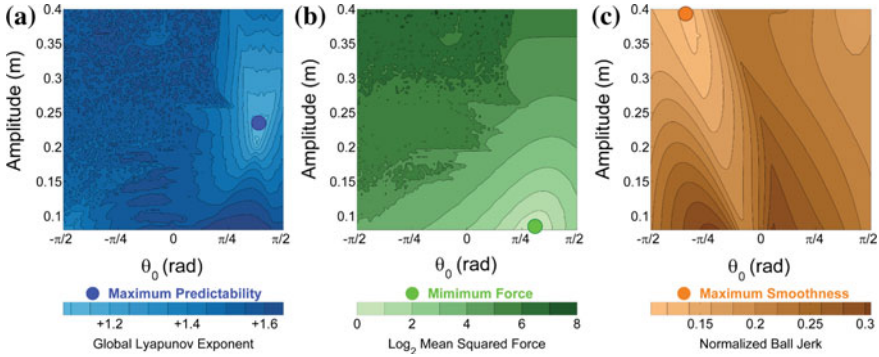 (a)
(b)
(c)
Amplitude (m)
0.4
0.35
0.3
0.25
0.2
0.15
0.1
-π/2 -π/4 0 π/4 π/2
θ0 (rad)
Amplitude (m)
0.4
0.35
0.3
0.25
0.2
0.15
0.1
-π/2 -π/4 0 π/4 π/2
θ0 (rad)
Amplitude (m)
0.4
0.35
0.3
0.25
0.2
0.15
0.1
-π/2 -π/4 0 π/4 π/2
θ0 (rad)
Maximum Predictability
+1.2 +1.4 +1.6
Global Lyapunov Exponent
Mimimum Force
0 2 4 6 8
Log2 Mean Squared Force
Maximum Smoothness
0.15 0.2 0.25 0.3
Normalized Ball Jerk